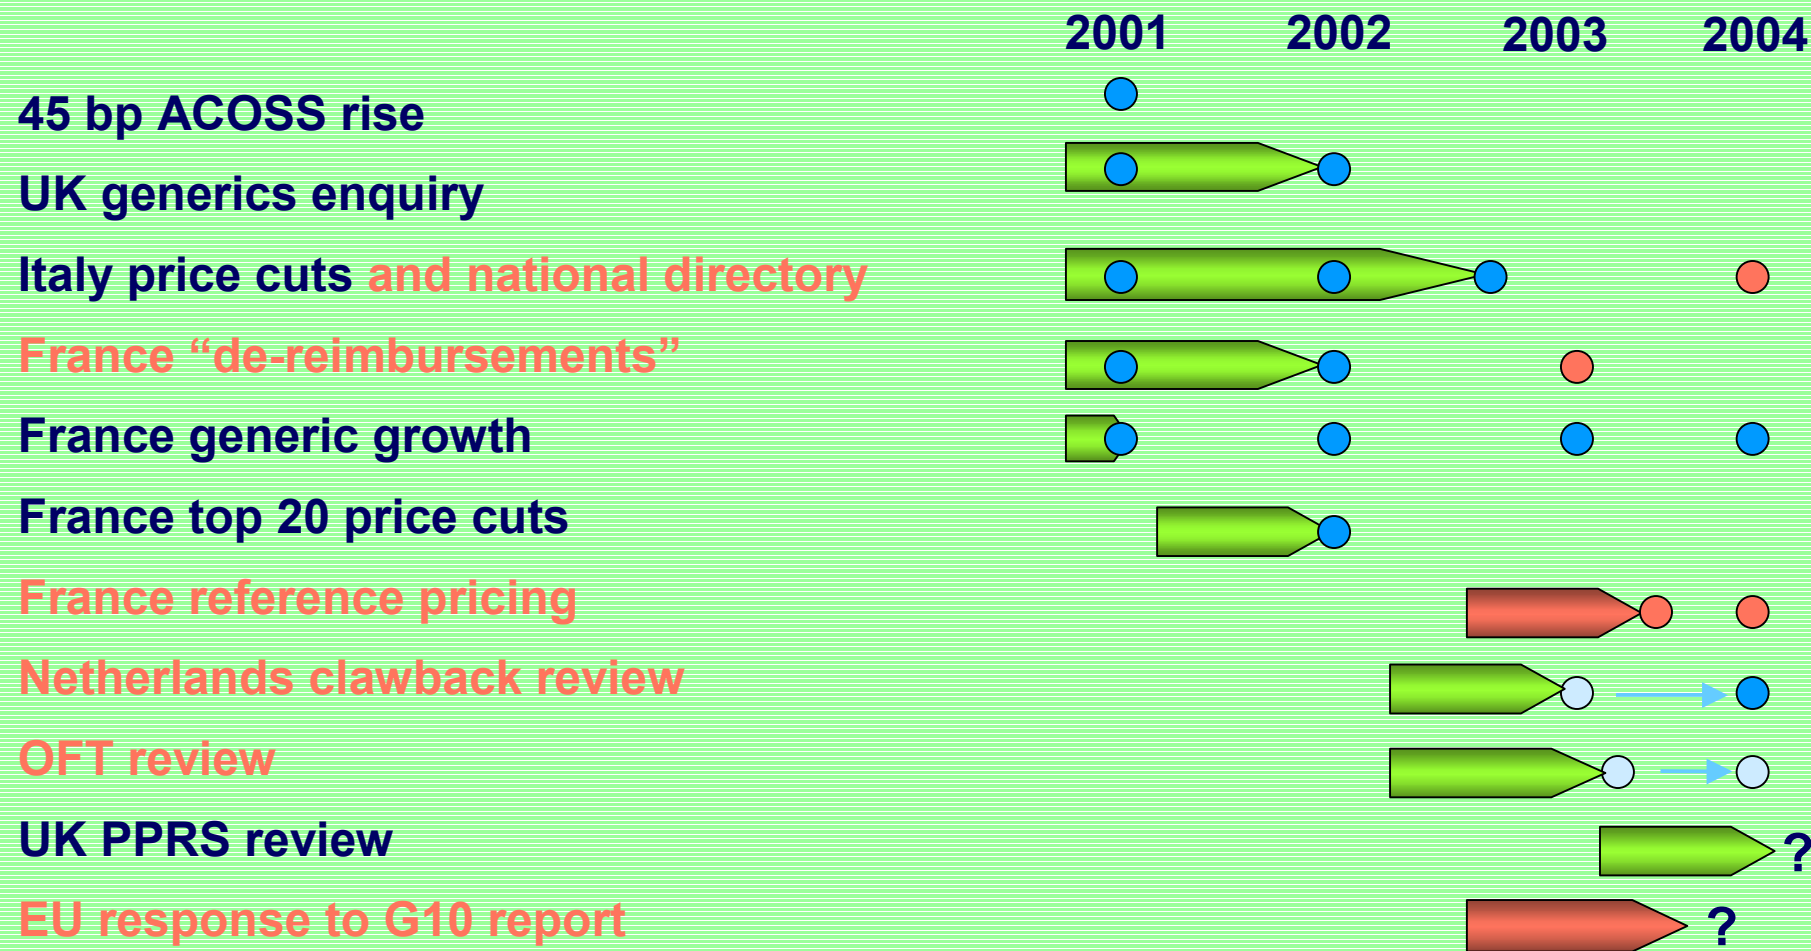 2001 2002 2003 2004
45 bp ACOSS rise
UK generics enquiry
Italy price cuts and national directory
France “de-reimbursements”
France generic growth
France top 20 price cuts
France reference pricing
Netherlands clawback review
OFT review
UK PPRS review ?
EU response to G10 report ?